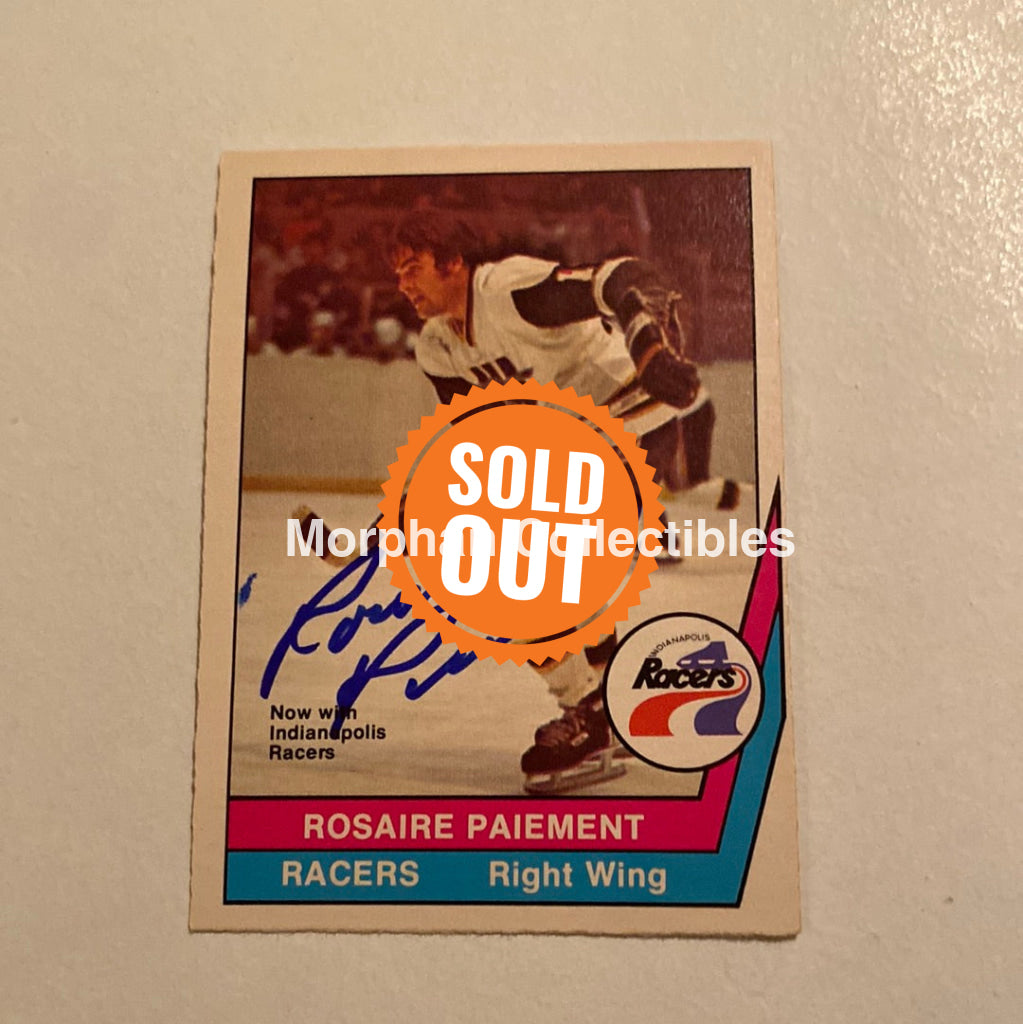 SOLD
OUT
Morphan Collectibles
INDIANAPOLIS
Racers
Now with
Indianapolis
Racers
ROSAIRE PAIEMENT
RACERS Right Wing